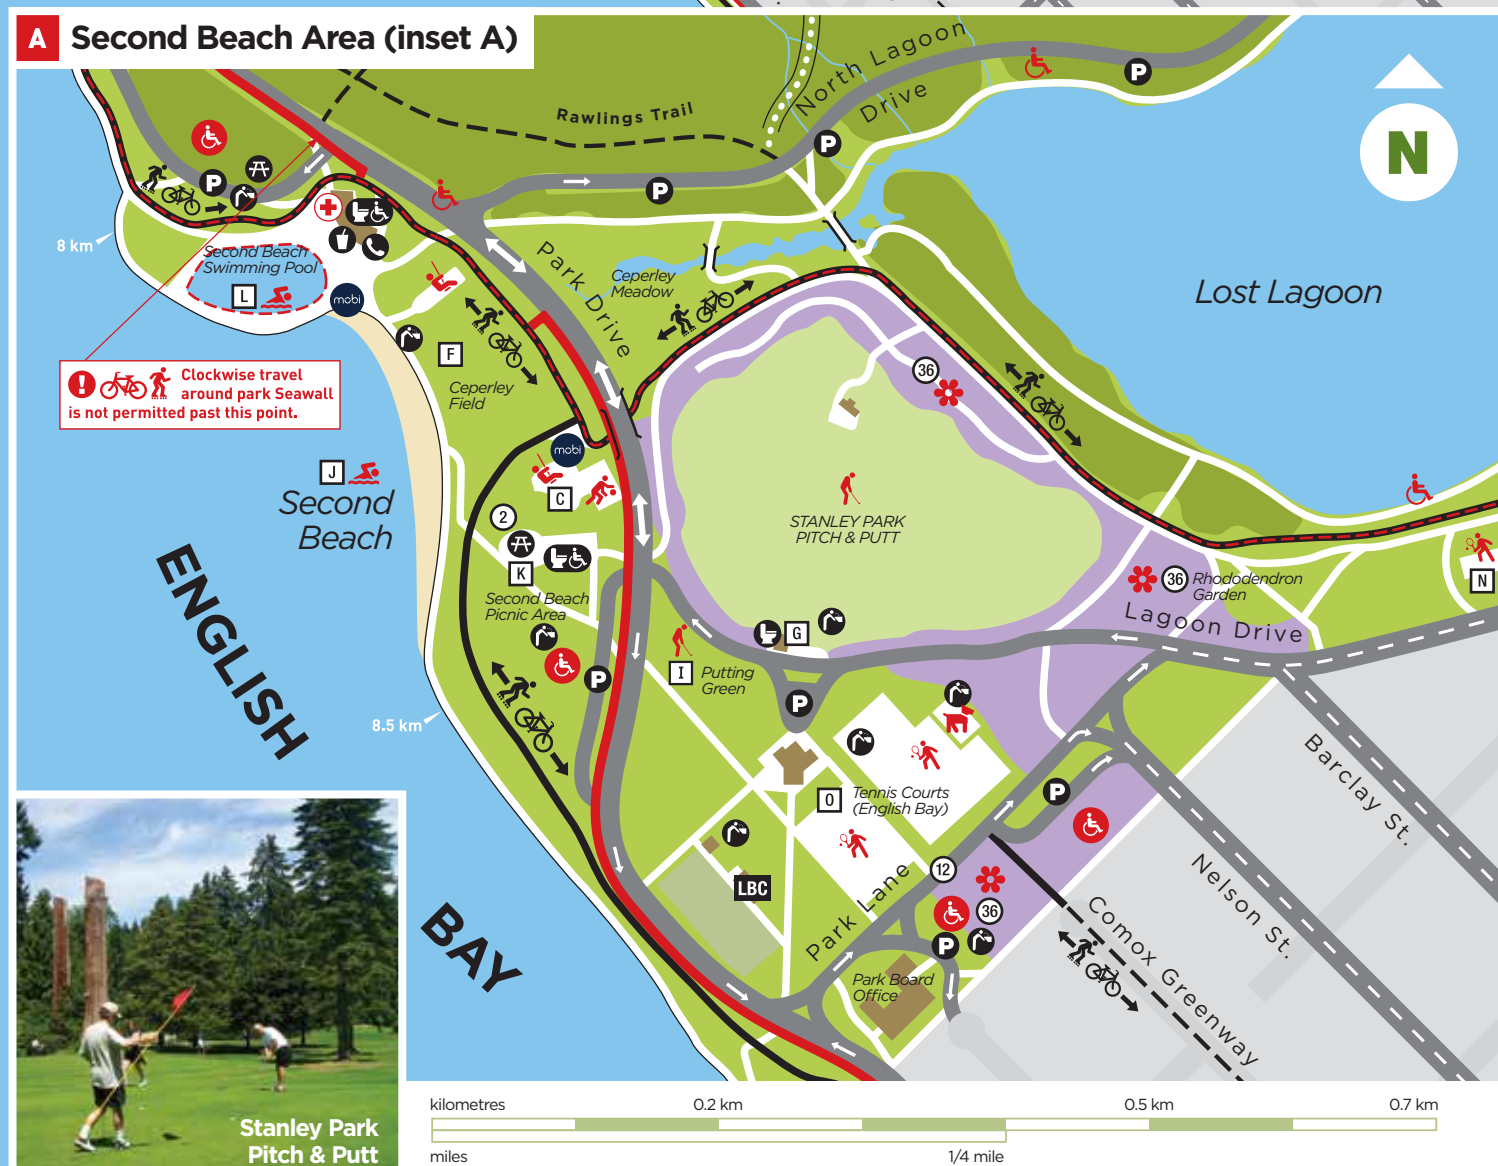 A Second Beach Area (inset A)
North Lagoon
Drive
Rawlings Trail
P
P
P
P
N
8 km
Second Beach
Swimming Pool
L
mobi
Park Drive
Ceperley
Meadow
Lost Lagoon
F
Ceperley
Field
! Clockwise travel
around park Seawall
is not permitted past this point.
36
mobi
J
Second
Beach
C
2
STANLEY PARK
PITCH & PUTT
K
N
36 Rhododendron
Garden
Second Beach
Picnic Area
ENGLISH
BAY
G
Lagoon Drive
P
I
Putting
Green
P
8.5 km
Barclay St.
O
Tennis Courts
(English Bay)
P
Nelson St.
LBC
12
Park Lane
36
P
Comox Greenway
Park Board
Office
Stanley Park
Pitch & Putt
kilometres 0.2 km 0.5 km 0.7 km
miles 1/4 mile